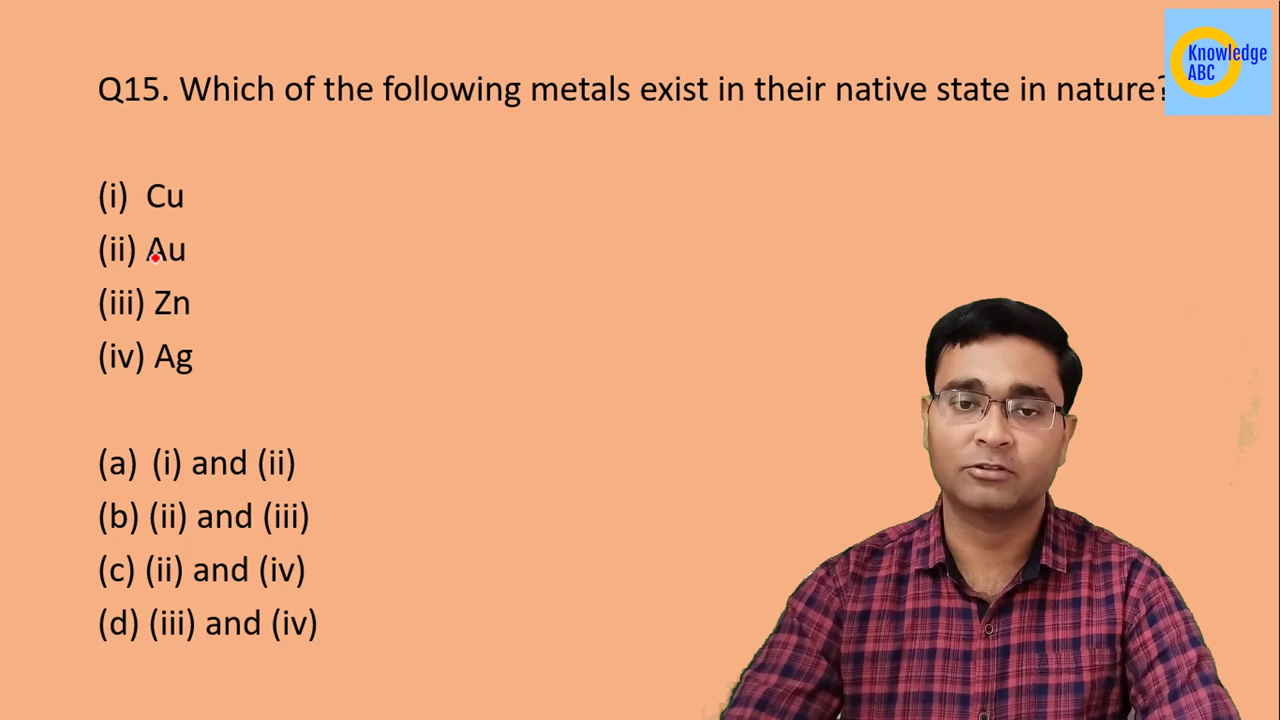 Knowledge
ABC
Q15. Which of the following metals exist in their native state in nature?
(i) Cu
(ii) Au
(iii) Zn
(iv) Ag
(a) (i) and (ii)
(b) (ii) and (iii)
(c) (ii) and (iv)
(d) (iii) and (iv)